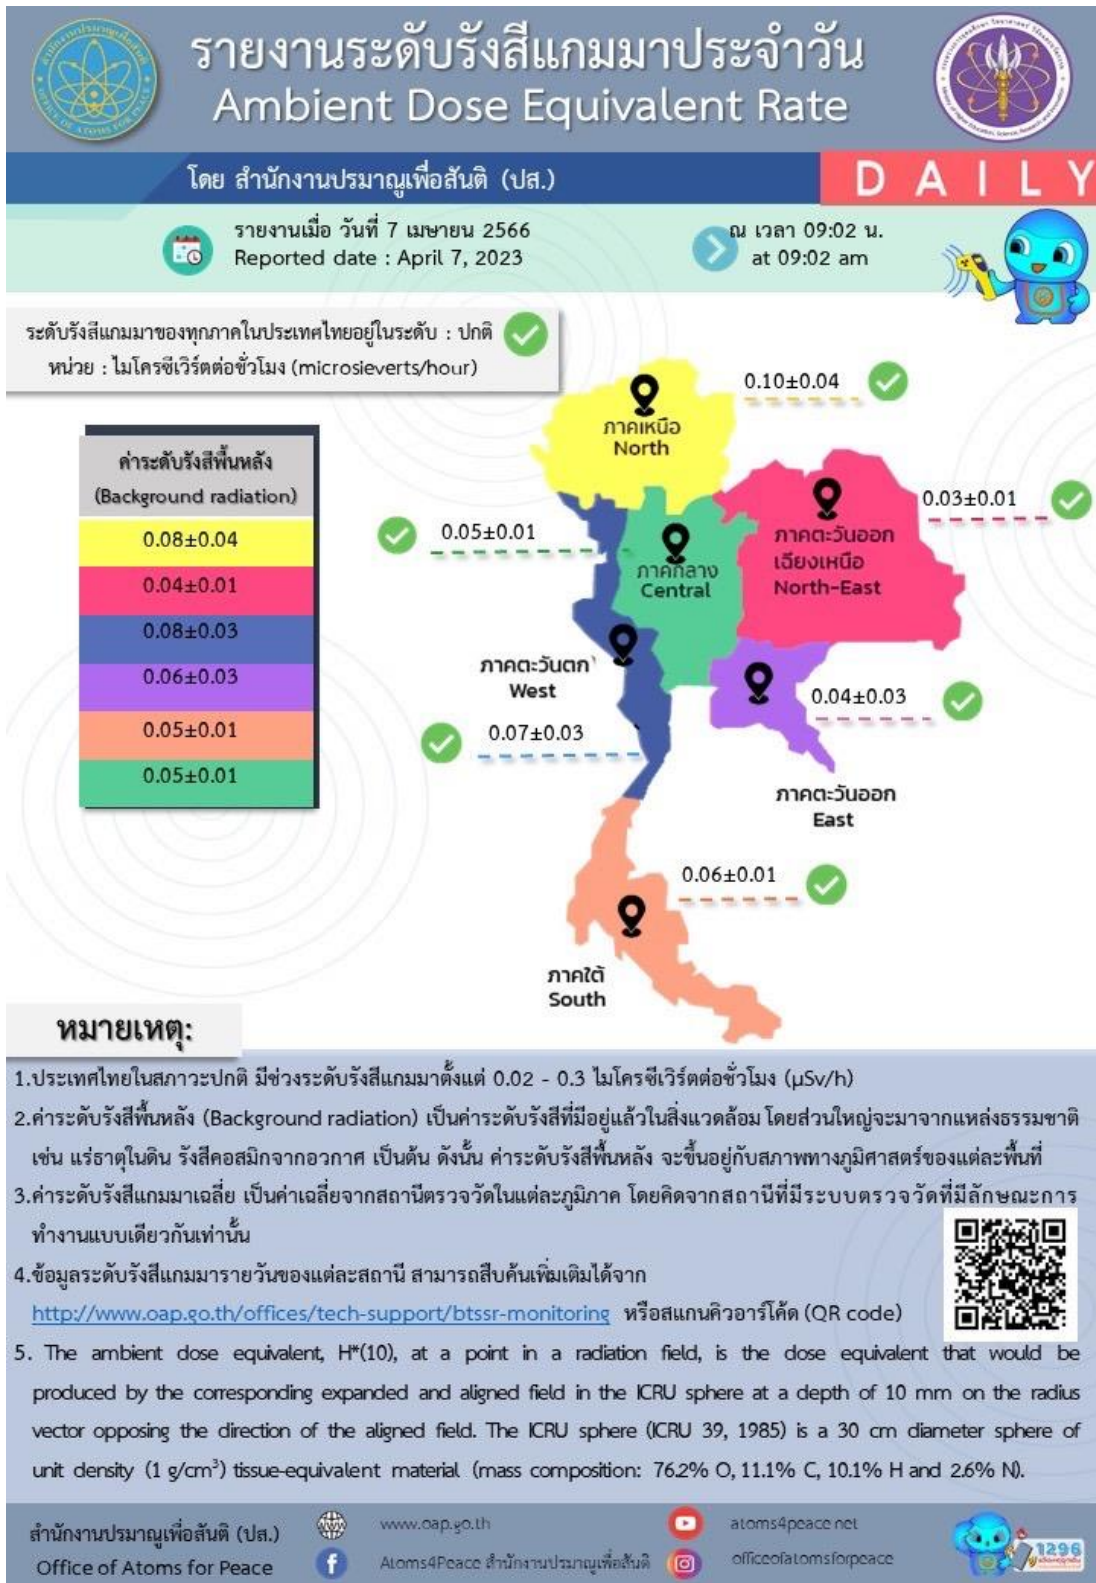 รายงานระดับรังสีแกมมาประจำวัน
Ambient Dose Equivalent Rate
โดย สำนักงานปรมาณูเพื่อสันติ (ปส.)
DAILY
รายงานเมื่อ วันที่ 7 เมษายน 2566
Reported date : April 7, 2023
ณ เวลา 09:02 น.
at 09:02 am
ระดับรังสีแกมมาของทุกภาคในประเทศไทยอยู่ในระดับ : ปกติ
หน่วย : ไมโครซีเวิร์ตต่อชั่วโมง (microsieverts/hour)
ค่าระดับรังสีพื้นหลัง
(Background radiation)
0.08±0.04
0.04±0.01
0.08±0.03
0.06±0.03
0.05±0.01
0.05±0.01
0.10±0.04
ภาคเหนือ
North
0.03±0.01
ภาคตะวันออก
เฉียงเหนือ
North-East
0.05±0.01
ภาคกลาง
Central
ภาคตะวันตก
West
0.07±0.03
0.04±0.03
ภาคตะวันออก
East
0.06±0.01
ภาคใต้
South
หมายเหตุ:
1.ประเทศไทยในสภาวะปกติ มีช่วงระดับรังสีแกมมาตั้งแต่ 0.02 - 0.3 ไมโครซีเวิร์ตต่อชั่วโมง (µSv/h)
2.ค่าระดับรังสีพื้นหลัง (Background radiation) เป็นค่าระดับรังสีที่มีอยู่แล้วในสิ่งแวดล้อม โดยส่วนใหญ่จะมาจากแหล่งธรรมชาติ
เช่น แร่ธาตุในดิน รังสีคอสมิกจากอวกาศ เป็นต้น ดังนั้น ค่าระดับรังสีพื้นหลัง จะขึ้นอยู่กับสภาพทางภูมิศาสตร์ของแต่ละพื้นที่
3.ค่าระดับรังสีแกมมาเฉลี่ย เป็นค่าเฉลี่ยจากสถานีตรวจวัดในแต่ละภูมิภาค โดยคิดจากสถานีที่มีระบบตรวจวัดที่มีลักษณะการ
ทำงานแบบเดียวกันเท่านั้น
4.ข้อมูลระดับรังสีแกมมารายวันของแต่ละสถานี สามารถสืบค้นเพิ่มเติมได้จาก
http://www.oap.go.th/offices/tech-support/btssr-monitoring หรือสแกนคิวอาร์โค้ด (QR code)
5. The ambient dose equivalent, H*(10), at a point in a radiation field, is the dose equivalent that would be
produced by the corresponding expanded and aligned field in the ICRU sphere at a depth of 10 mm on the radius
vector opposing the direction of the aligned field. The ICRU sphere (ICRU 39, 1985) is a 30 cm diameter sphere of
unit density (1 g/cm³) tissue-equivalent material (mass composition: 76.2% O, 11.1% C, 10.1% H and 2.6% N).
สำนักงานปรมาณูเพื่อสันติ (ปส.)
Office of Atoms for Peace
www.oap.go.th
Atoms4Peace สำนักงานปรมาณูเพื่อสันติ
atoms4peace net
officeofatomsforpeace
1296